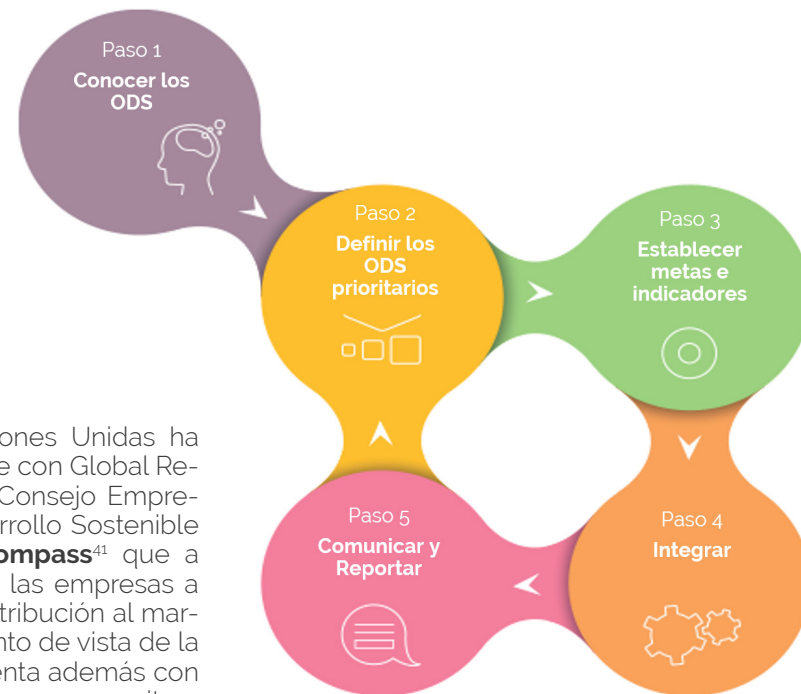 Paso 1
Conocer los
ODS
Paso 2
Definir los
ODS
prioritarios
Paso 3
Establecer
metas e
indicadores
Paso 4
Integrar
Paso 5
Comunicar y
Reportar
ones Unidas ha
e con Global Re-
Consejo Empre-
rrollo Sostenible
ompass41 que a
las empresas a
tribución al mar-
nto de vista de la
enta además con